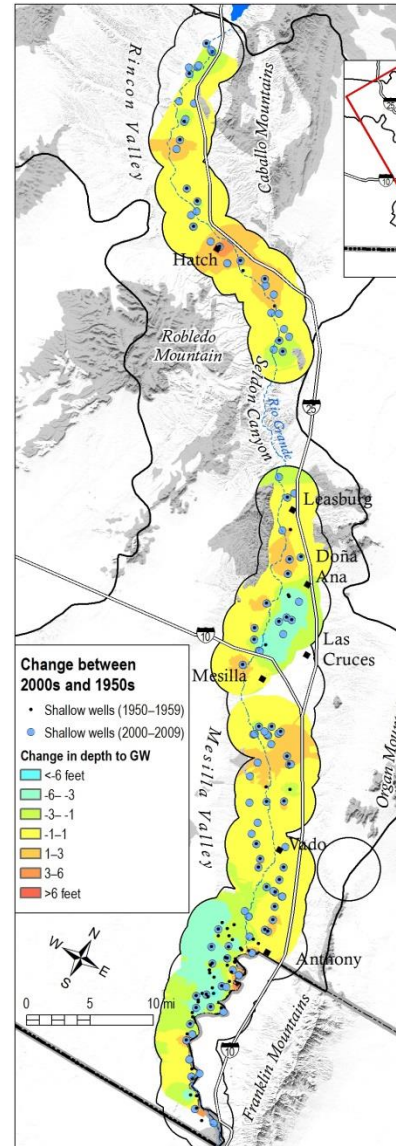 Rincon Valley
Caballo Mountains
25
10
Hatch
Robledo
Mountain
Seldon Canyon
Rio Grande
25
Leasburg
Doña
Ana
10
Las
Cruces
Mesilla
Change between
2000s and 1950s
Shallow wells (1950–1959)
Shallow wells (2000–2009)
Change in depth to GW
<-6 feet
-6– -3
-3– -1
-1–1
1–3
3–6
>6 feet
Mesilla Valley
Organ Moun
Vado
N
W
E
S
Anthony
0 5 10 mi
10
Franklin Mountains